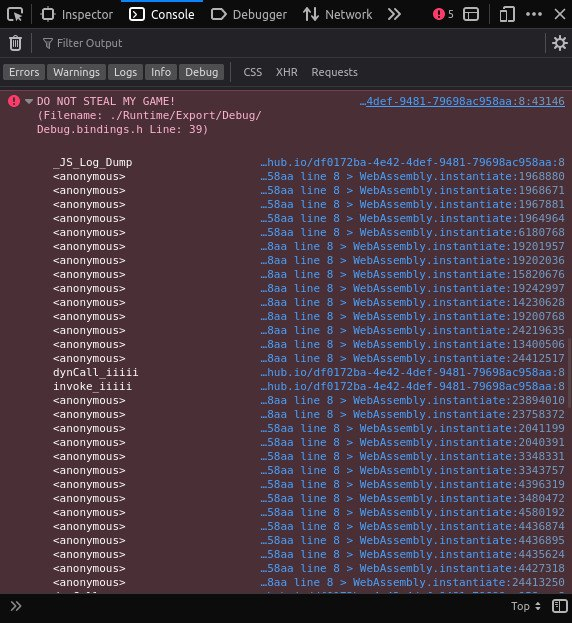 Inspector Console Debugger Network 5
Filter Output
Errors Warnings Logs Info Debug CSS XHR Requests
DO NOT STEAL MY GAME! …4def-9481-79698ac958aa:8:43146
(Filename: ./Runtime/Export/Debug/
Debug.bindings.h Line: 39)
_JS_Log_Dump …hub.io/df0172ba-4e42-4def-9481-79698ac958aa:8
<anonymous> …58aa line 8 > WebAssembly.instantiate:1968880
<anonymous> …58aa line 8 > WebAssembly.instantiate:1968671
<anonymous> …58aa line 8 > WebAssembly.instantiate:1967881
<anonymous> …58aa line 8 > WebAssembly.instantiate:1964964
<anonymous> …58aa line 8 > WebAssembly.instantiate:6180768
<anonymous> …8aa line 8 > WebAssembly.instantiate:19201957
<anonymous> …8aa line 8 > WebAssembly.instantiate:19202036
<anonymous> …8aa line 8 > WebAssembly.instantiate:15820676
<anonymous> …8aa line 8 > WebAssembly.instantiate:19242997
<anonymous> …8aa line 8 > WebAssembly.instantiate:14230628
<anonymous> …8aa line 8 > WebAssembly.instantiate:19200768
<anonymous> …8aa line 8 > WebAssembly.instantiate:24219635
<anonymous> …8aa line 8 > WebAssembly.instantiate:13400506
<anonymous> …8aa line 8 > WebAssembly.instantiate:24412517
dynCall_iiiii …hub.io/df0172ba-4e42-4def-9481-79698ac958aa:8
invoke_iiiii …hub.io/df0172ba-4e42-4def-9481-79698ac958aa:8
<anonymous> …8aa line 8 > WebAssembly.instantiate:23894010
<anonymous> …8aa line 8 > WebAssembly.instantiate:23758372
<anonymous> …58aa line 8 > WebAssembly.instantiate:2041199
<anonymous> …58aa line 8 > WebAssembly.instantiate:2040391
<anonymous> …58aa line 8 > WebAssembly.instantiate:3348331
<anonymous> …58aa line 8 > WebAssembly.instantiate:3343757
<anonymous> …58aa line 8 > WebAssembly.instantiate:4396319
<anonymous> …58aa line 8 > WebAssembly.instantiate:3480472
<anonymous> …58aa line 8 > WebAssembly.instantiate:4580192
<anonymous> …58aa line 8 > WebAssembly.instantiate:4436874
<anonymous> …58aa line 8 > WebAssembly.instantiate:4436895
<anonymous> …58aa line 8 > WebAssembly.instantiate:4435624
<anonymous> …58aa line 8 > WebAssembly.instantiate:4427318
<anonymous> …8aa line 8 > WebAssembly.instantiate:24413250
Top